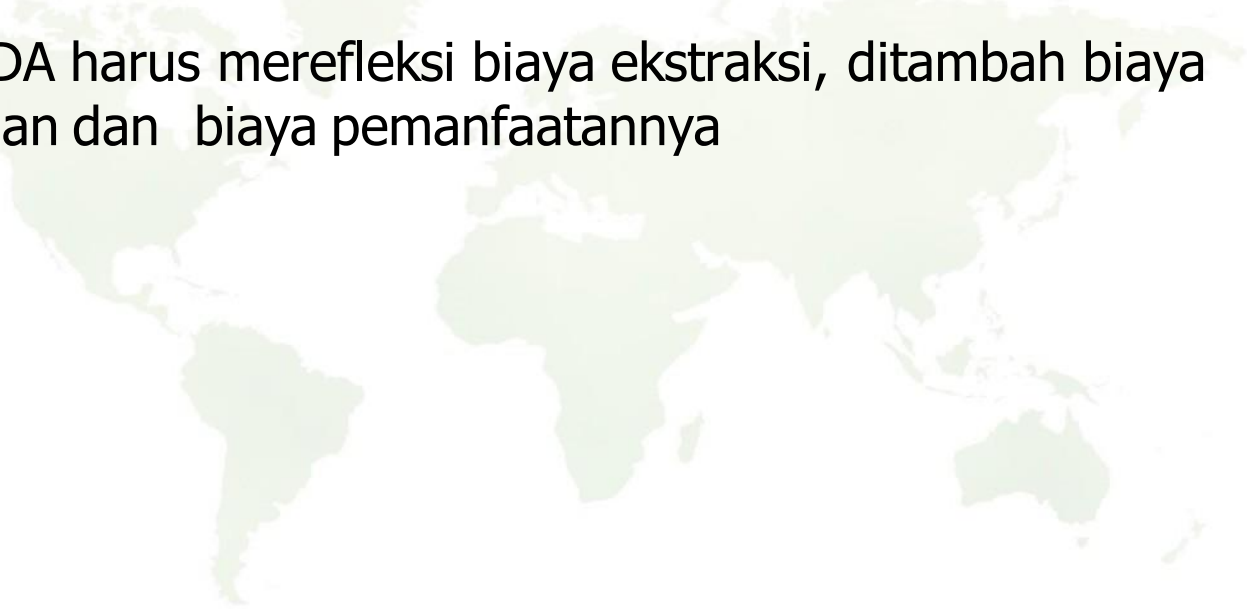 DA harus merefleksi biaya ekstraksi, ditambah biaya
an dan biaya pemanfaatannya